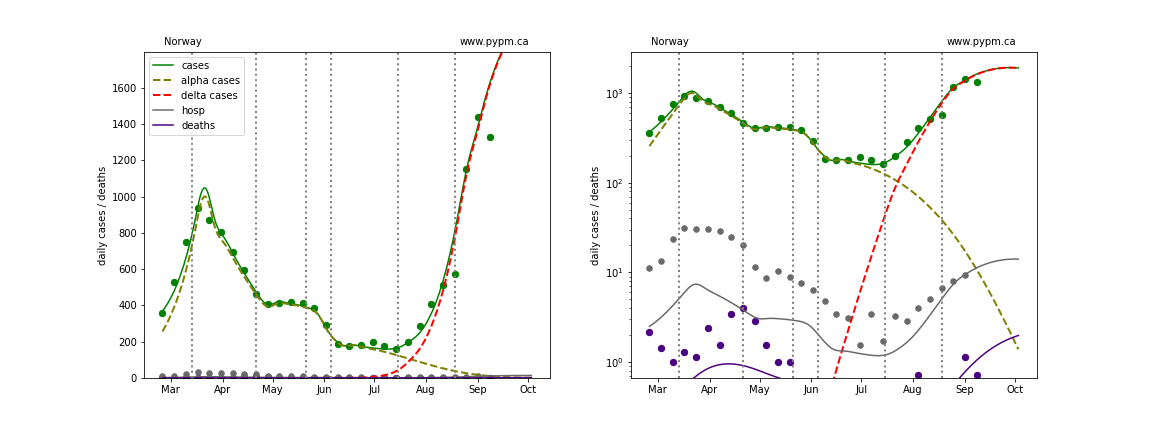 Norway www.pypm.ca
cases
alpha cases
delta cases
hosp
deaths
daily cases / deaths
1600
1400
1200
1000
800
600
400
200
0
Mar Apr May Jun Jul Aug Sep Oct
Norway www.pypm.ca
daily cases / deaths
10³
10²
10¹
10⁰
Mar Apr May Jun Jul Aug Sep Oct